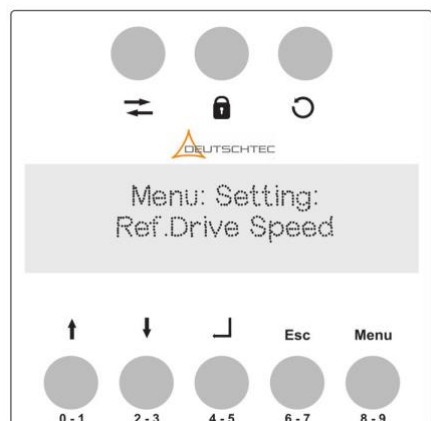 DEUTSCHTEC
Menu: Setting:
Ref.Drive Speed
Esc Menu
0 - 1 2 - 3 4 - 5 6 - 7 8 - 9